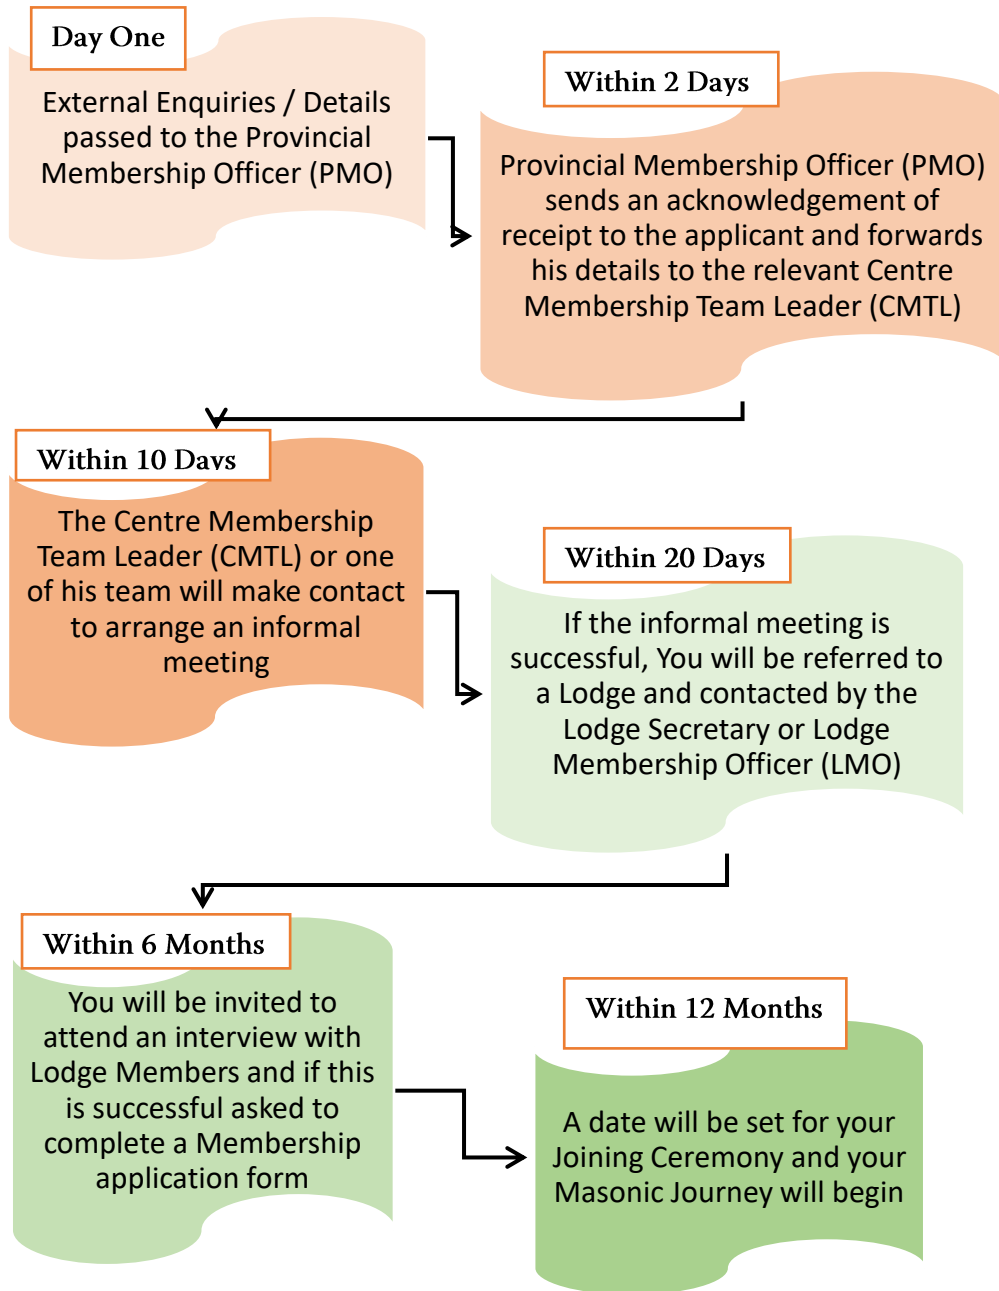 Day One
External Enquiries / Details
passed to the Provincial
Membership Officer (PMO)
Within 2 Days
Provincial Membership Officer (PMO)
sends an acknowledgement of
receipt to the applicant and forwards
his details to the relevant Centre
Membership Team Leader (CMTL)
Within 10 Days
The Centre Membership
Team Leader (CMTL) or one
of his team will make contact
to arrange an informal
meeting
Within 20 Days
If the informal meeting is
successful, You will be referred to
a Lodge and contacted by the
Lodge Secretary or Lodge
Membership Officer (LMO)
Within 6 Months
You will be invited to
attend an interview with
Lodge Members and if this
is successful asked to
complete a Membership
application form
Within 12 Months
A date will be set for your
Joining Ceremony and your
Masonic Journey will begin